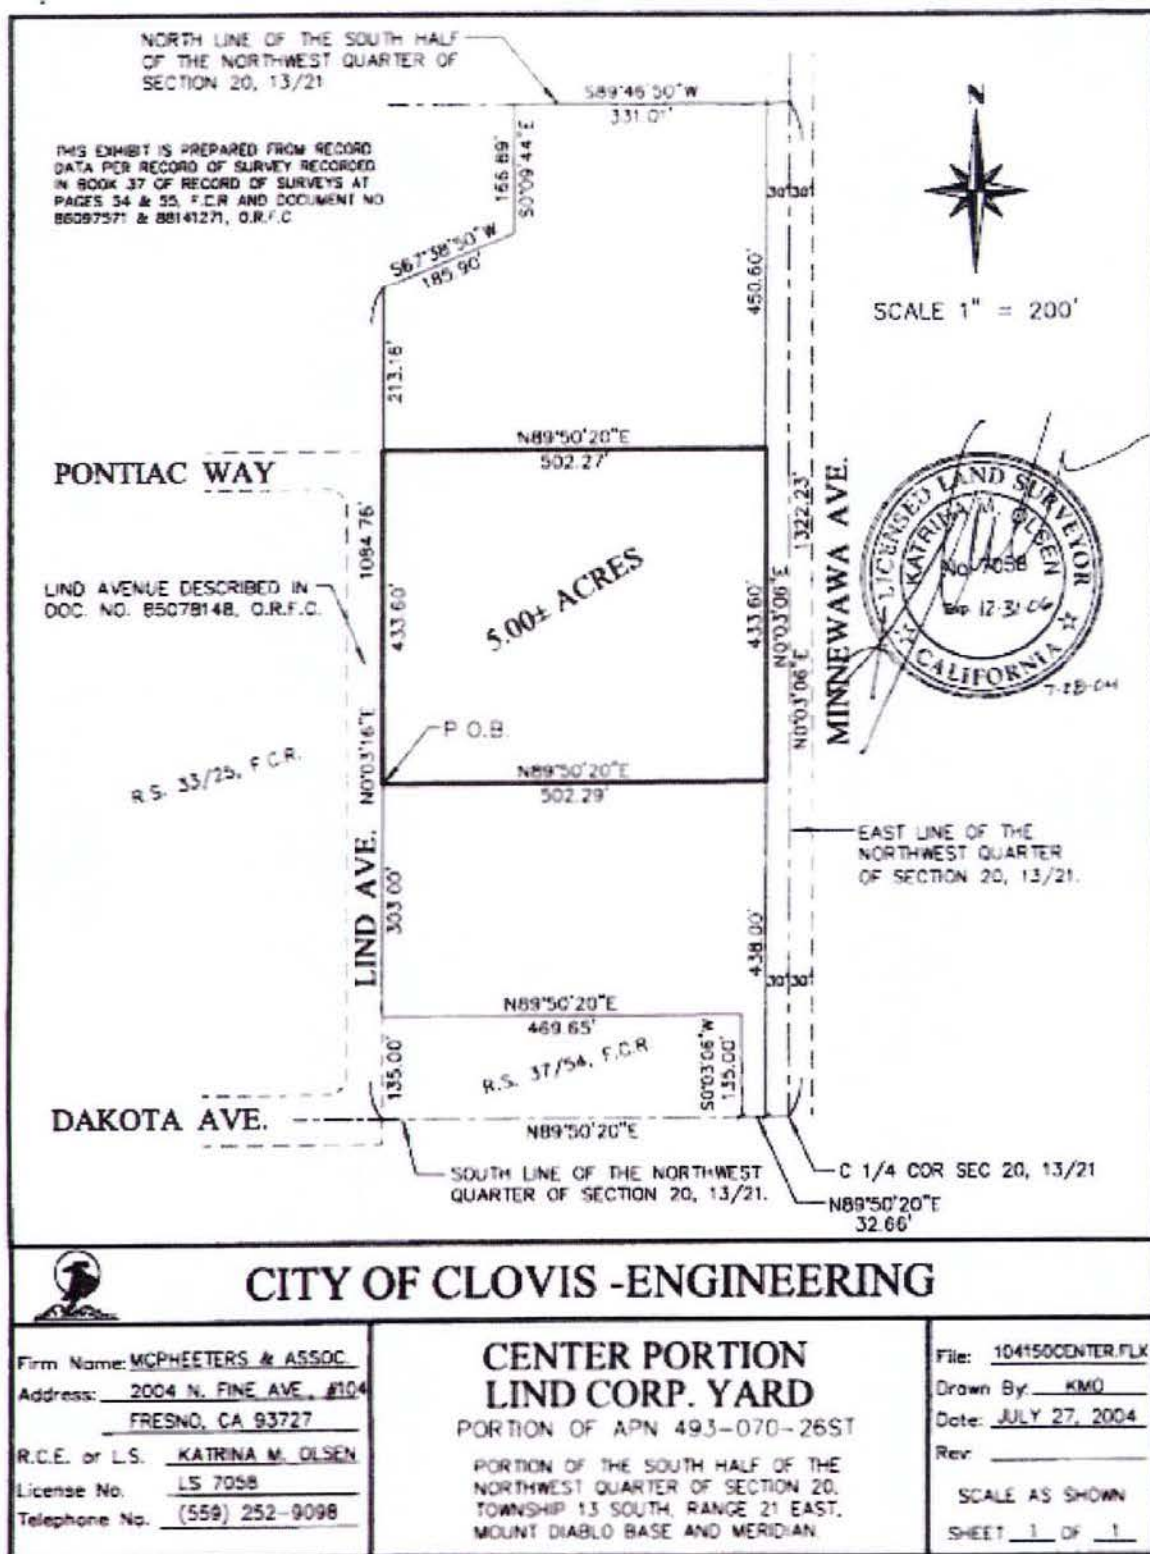 NORTH LINE OF THE SOUTH HALF
OF THE NORTHWEST QUARTER OF
SECTION 20, 13/21
THIS EXHIBIT IS PREPARED FROM RECORD
DATA PER RECORD OF SURVEY RECORDED
IN BOOK 37 OF RECORD OF SURVEYS AT
PAGES 54 & 55, F.C.R AND DOCUMENT NO
86097571 & 88141271, O.R.F.C
S89°46'50"W
331.01'
166.89'
S0°09'44"E
S67°38'50"W
185.90'
213.16'
30' 30'
450.60'
N
SCALE 1" = 200'
N89°50'20"E
502.27'
PONTIAC WAY
1084.76'
LIND AVENUE DESCRIBED IN
DOC. NO. 85078148, O.R.F.C.
433.60'
5.00± ACRES
433.60'
N0°03'06"E
1322.23'
N0°03'06"E
MINNEWAWA AVE.
LICENSED LAND SURVEYOR
KATRINA M. OLSEN
No. 7058
Exp. 12-31-06
CALIFORNIA
7-28-04
N0°03'16"E
P.O.B.
R.S. 33/25, F.C.R.
N89°50'20"E
502.29'
LIND AVE.
303.00'
438.00'
EAST LINE OF THE
NORTHWEST QUARTER
OF SECTION 20, 13/21.
30' 30'
N89°50'20"E
469.65'
135.00'
R.S. 37/54, F.C.R
S0°03'06"W
135.00'
DAKOTA AVE.
N89°50'20"E
SOUTH LINE OF THE NORTHWEST
QUARTER OF SECTION 20, 13/21.
C 1/4 COR SEC 20, 13/21
N89°50'20"E
32.66'
CITY OF CLOVIS -ENGINEERING
Firm Name: MCPHEETERS & ASSOC.
Address: 2004 N. FINE AVE., #104
FRESNO, CA 93727
R.C.E. or L.S. KATRINA M. OLSEN
License No. LS 7058
Telephone No. (559) 252-9098
CENTER PORTION
LIND CORP. YARD
PORTION OF APN 493-070-26ST
PORTION OF THE SOUTH HALF OF THE
NORTHWEST QUARTER OF SECTION 20,
TOWNSHIP 13 SOUTH, RANGE 21 EAST,
MOUNT DIABLO BASE AND MERIDIAN
File: 104150CENTER.FLX
Drawn By: KMO
Date: JULY 27, 2004
Rev:
SCALE AS SHOWN
SHEET 1 OF 1